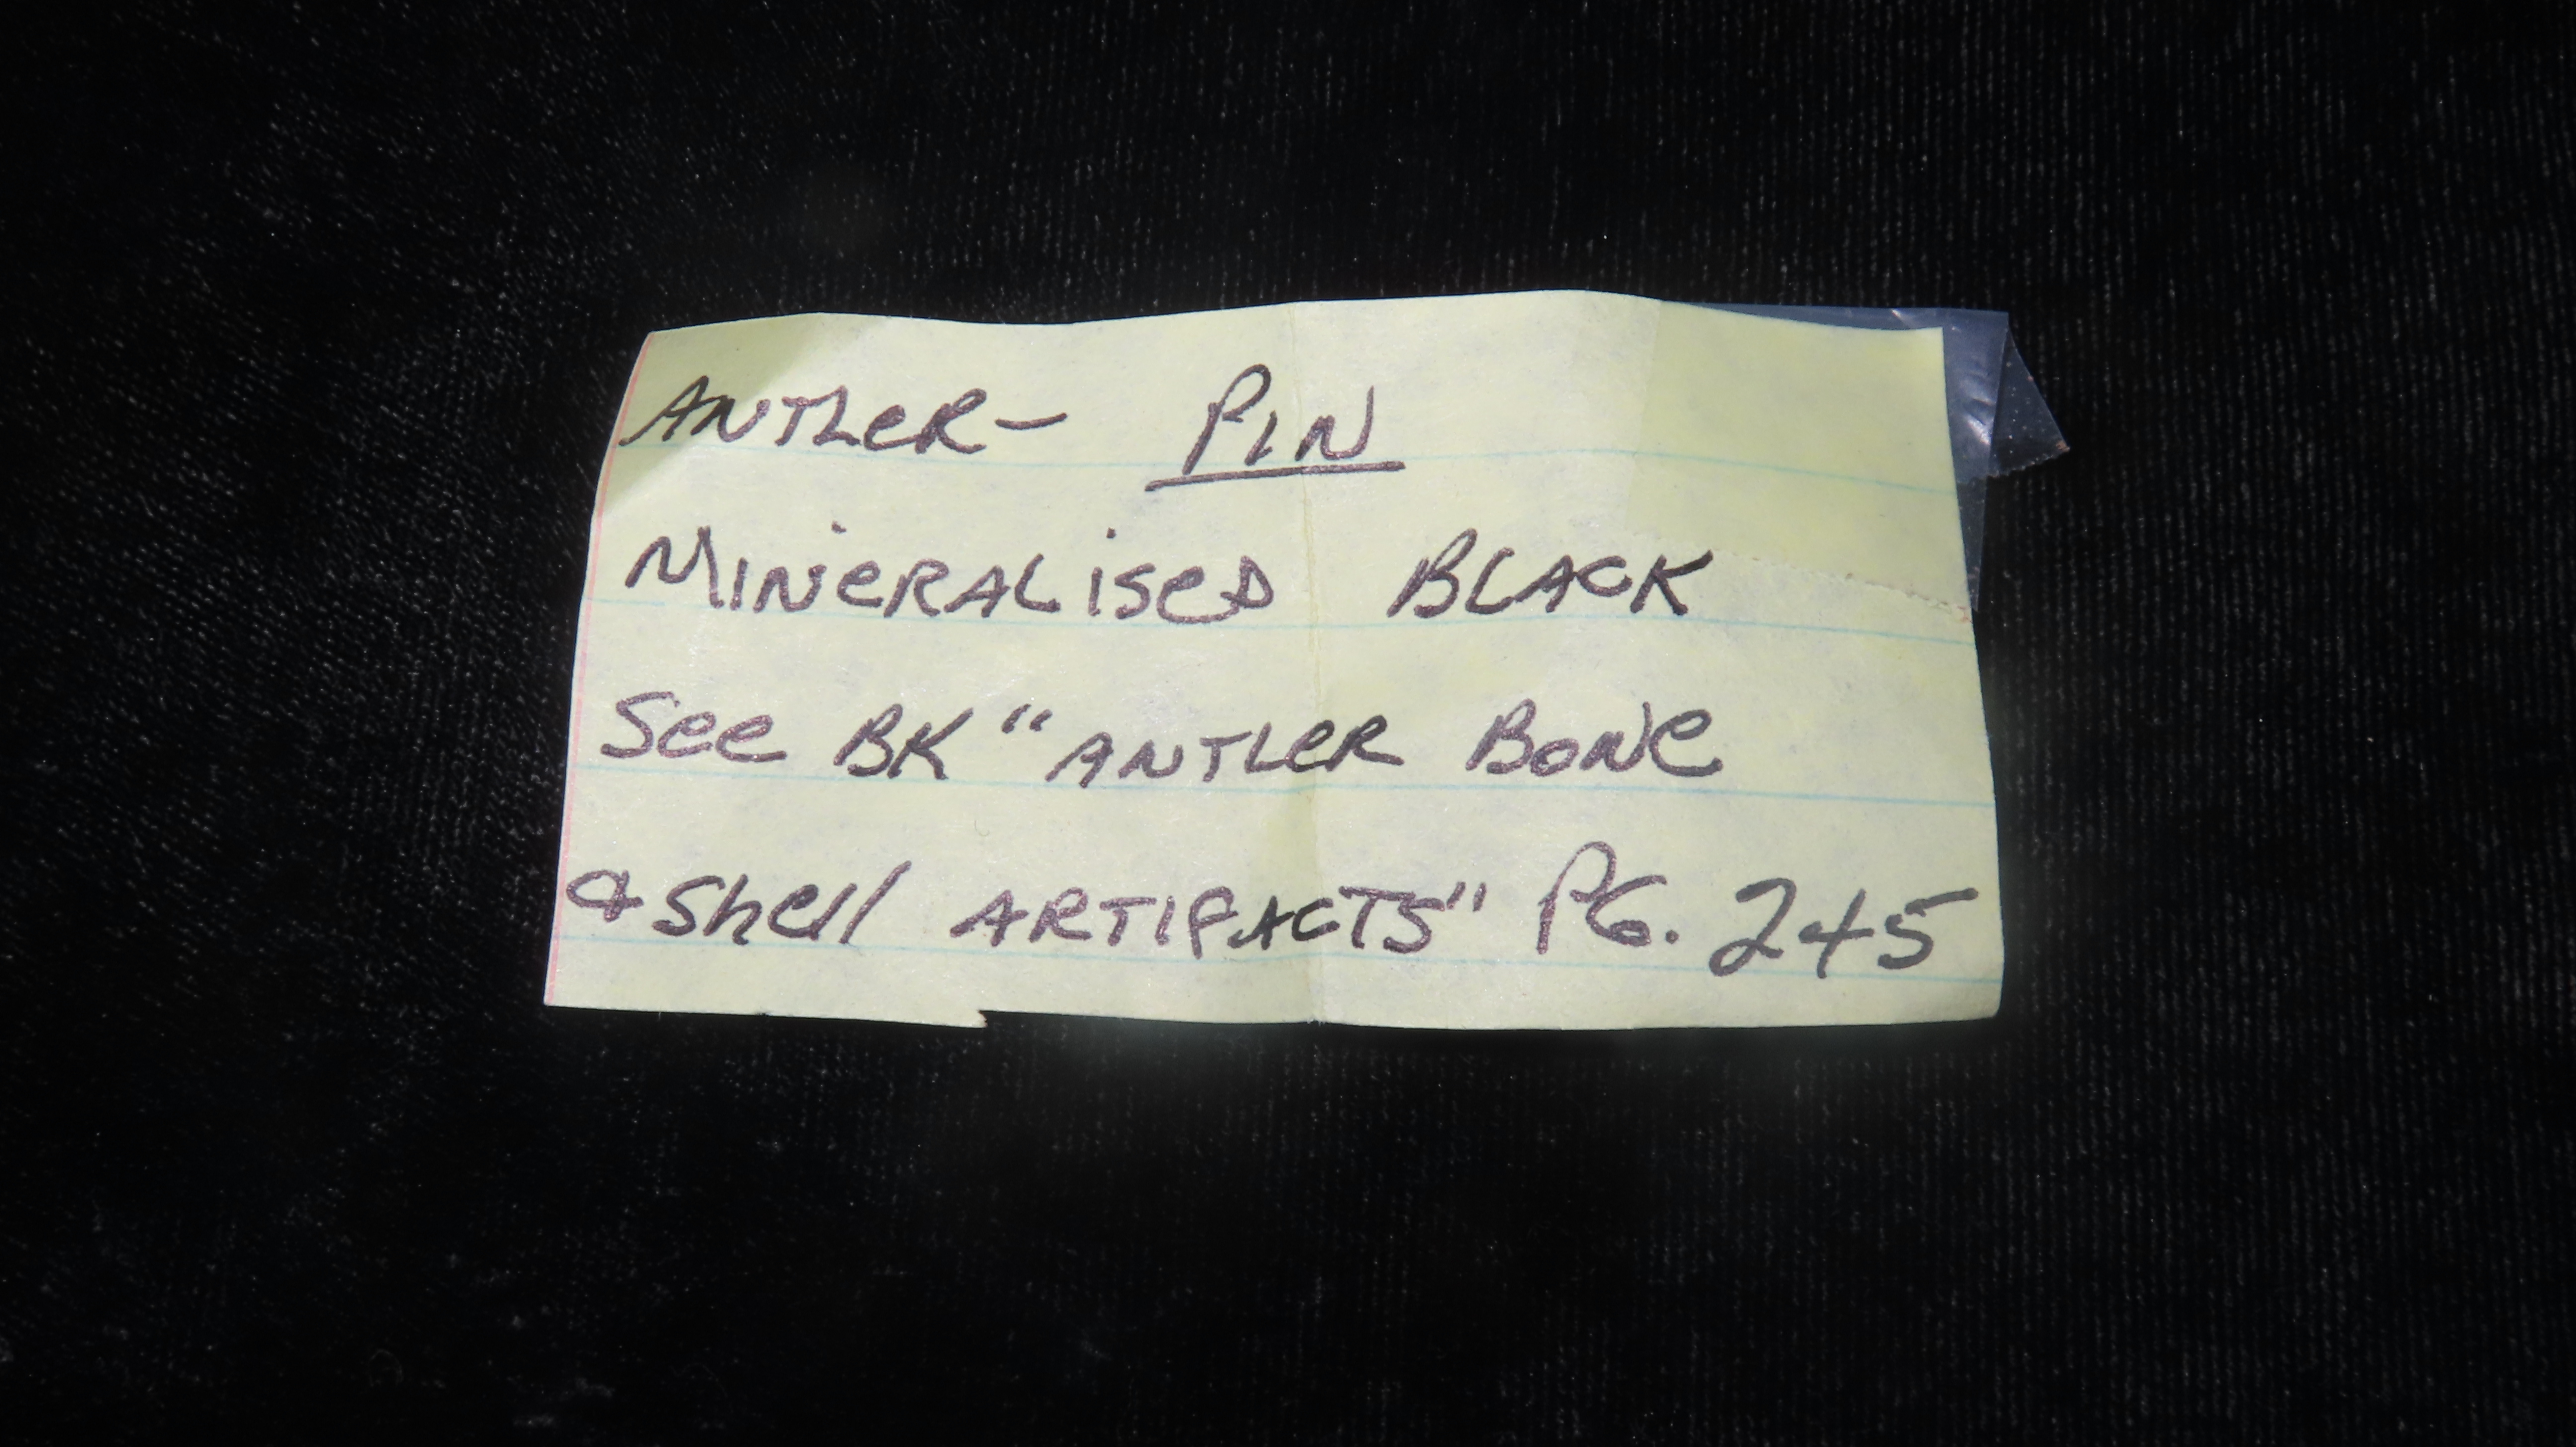 ANTLER- PIN
MINERALISED BLACK
See BK "ANTLER BONE
& Shell ARTIFACTS" PG. 245